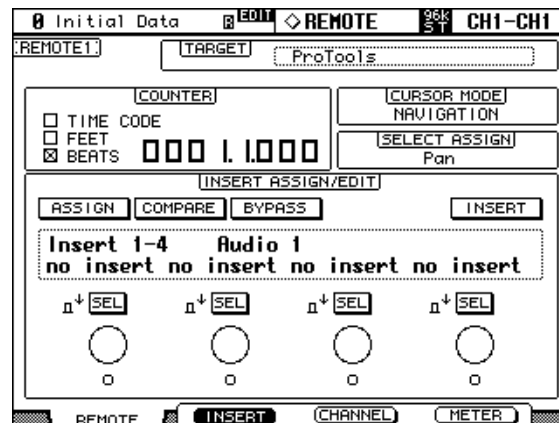 0 Initial Data R EDIT ◇REMOTE 96k ST CH1-CH1
REMOTE1: TARGET ProTools
COUNTER
TIME CODE
FEET
BEATS 0001.1.000
CURSOR MODE
NAVIGATION
SELECT ASSIGN
Pan
INSERT ASSIGN/EDIT
ASSIGN COMPARE BYPASS INSERT
Insert 1-4 Audio 1
no insert no insert no insert no insert
SEL SEL SEL SEL
REMOTE INSERT CHANNEL METER